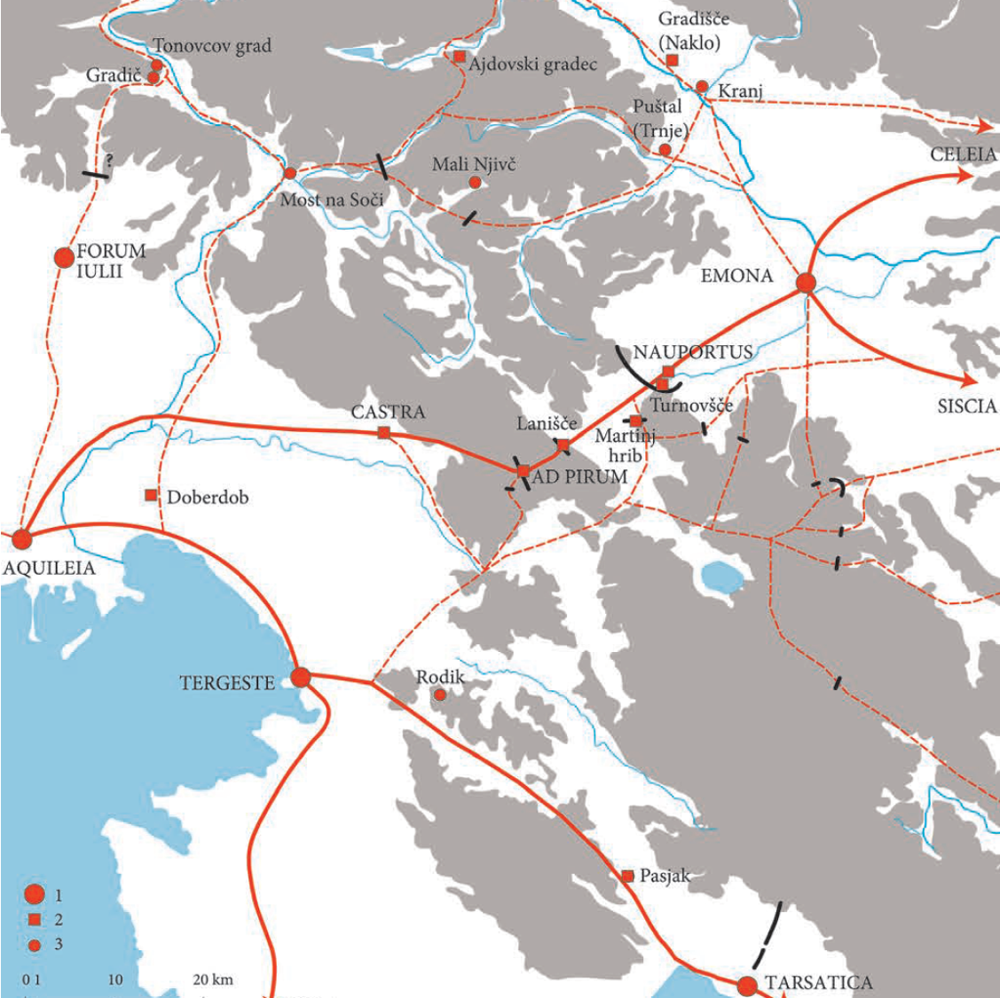 Gradišče
(Naklo)
Tonovcov grad
Ajdovski gradec
Gradič
Kranj
Puštal
(Trnje)
CELEIA
?
Mali Njivč
Most na Soči
FORUM
IULII
EMONA
NAUPORTUS
CASTRA
Turnovšče
SISCIA
Lanišče
Martinj
hrib
AD PIRUM
Doberdob
AQUILEIA
TERGESTE
Rodik
Pasjak
1
2
3
0 1 10 20 km
TARSATICA